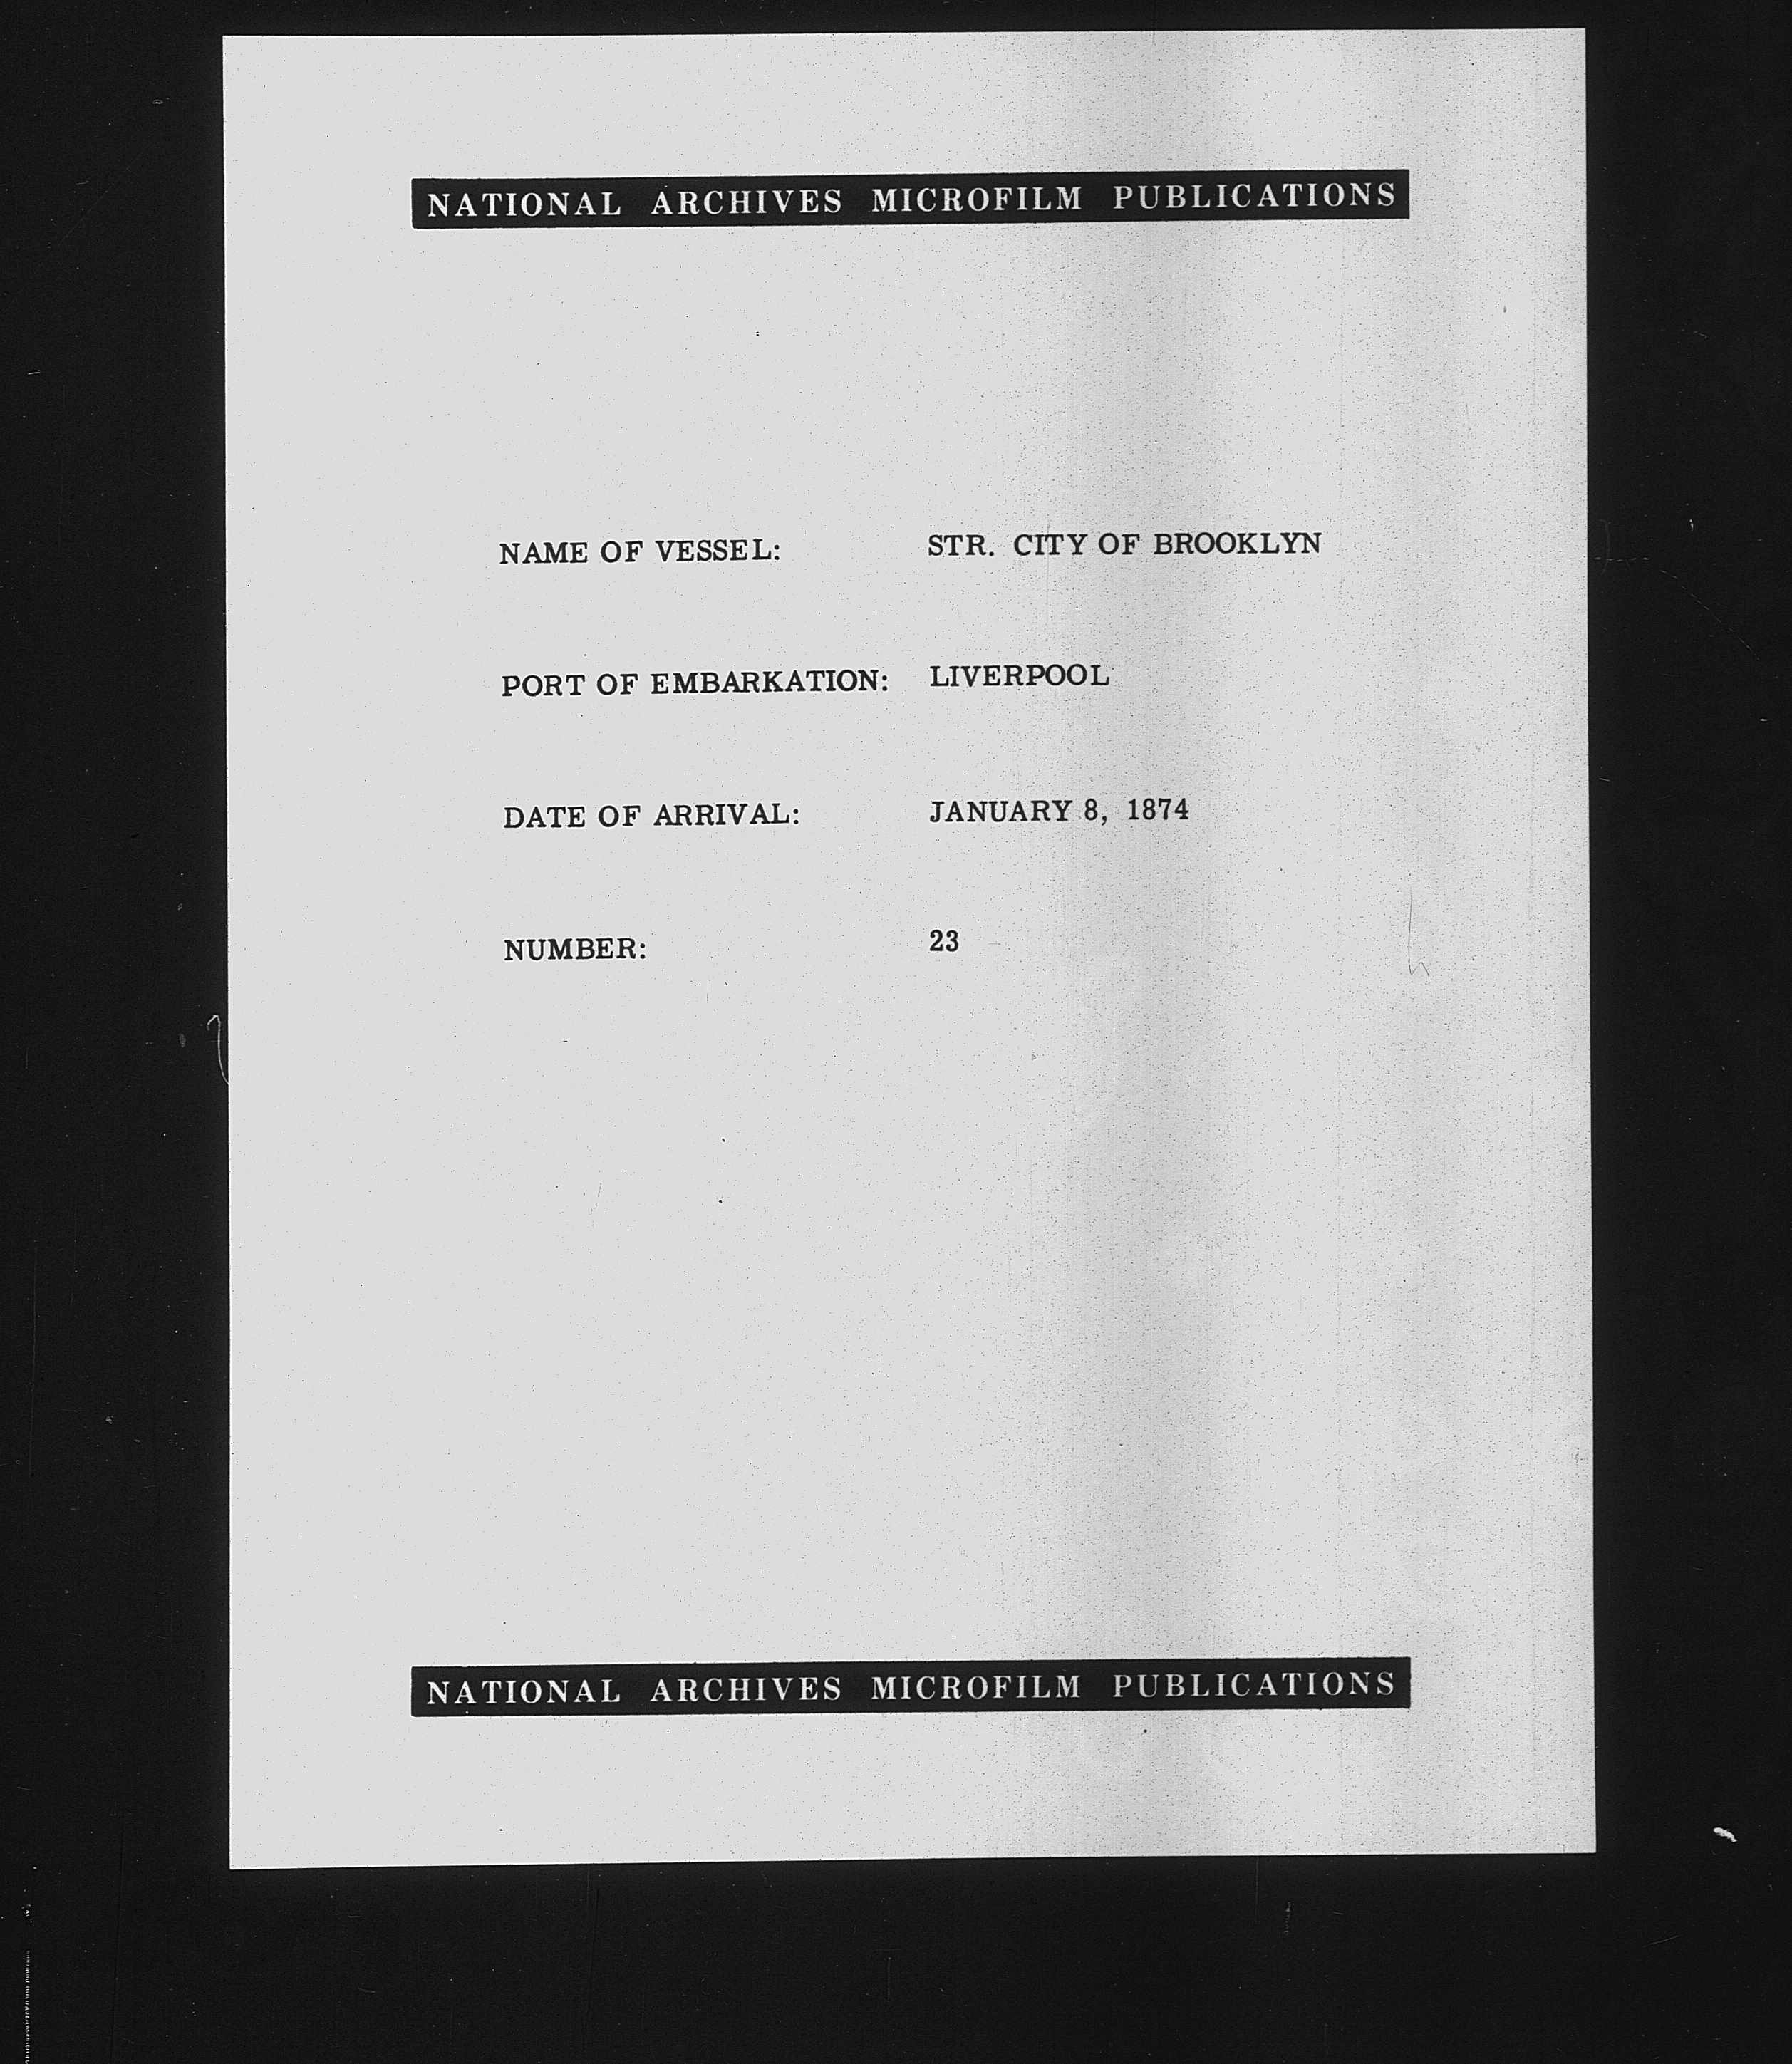 NATIONAL ARCHIVES MICROFILM PUBLICATIONS
NAME OF VESSEL: STR. CITY OF BROOKLYN
PORT OF EMBARKATION: LIVERPOOL
DATE OF ARRIVAL: JANUARY 8, 1874
NUMBER: 23
NATIONAL ARCHIVES MICROFILM PUBLICATIONS